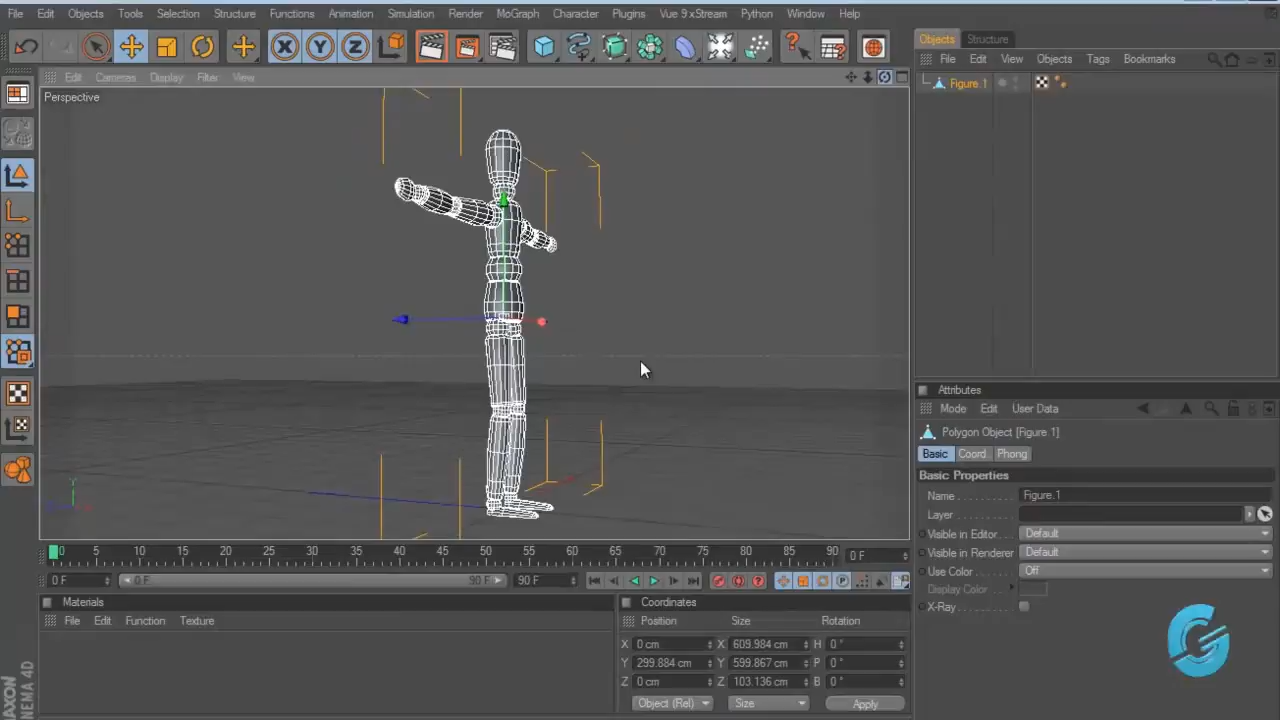 File Edit Objects Tools Selection Structure Functions Animation Simulation Render MoGraph Character Plugins Vue 9 xStream Python Window Help
X Y Z
Objects Structure
File Edit View Objects Tags Bookmarks
Figure.1
Edit Cameras Display Filter View
Perspective
Attributes
Mode Edit User Data
Polygon Object [Figure.1]
Basic Coord. Phong
Basic Properties
Name Figure.1
Layer
Visible in Editor Default
Visible in Renderer Default
Use Color Off
Display Color
X-Ray
Y
0 5 10 15 20 25 30 35 40 45 50 55 60 65 70 75 80 85 90 0 F
0 F 0 F 90 F 90 F
Materials
File Edit Function Texture
Coordinates
Position Size Rotation
X 0 cm X 609.984 cm H 0 °
Y 299.884 cm Y 599.867 cm P 0 °
Z 0 cm Z 103.136 cm B 0 °
Object (Rel) Size Apply
AXON
NEMA 4D